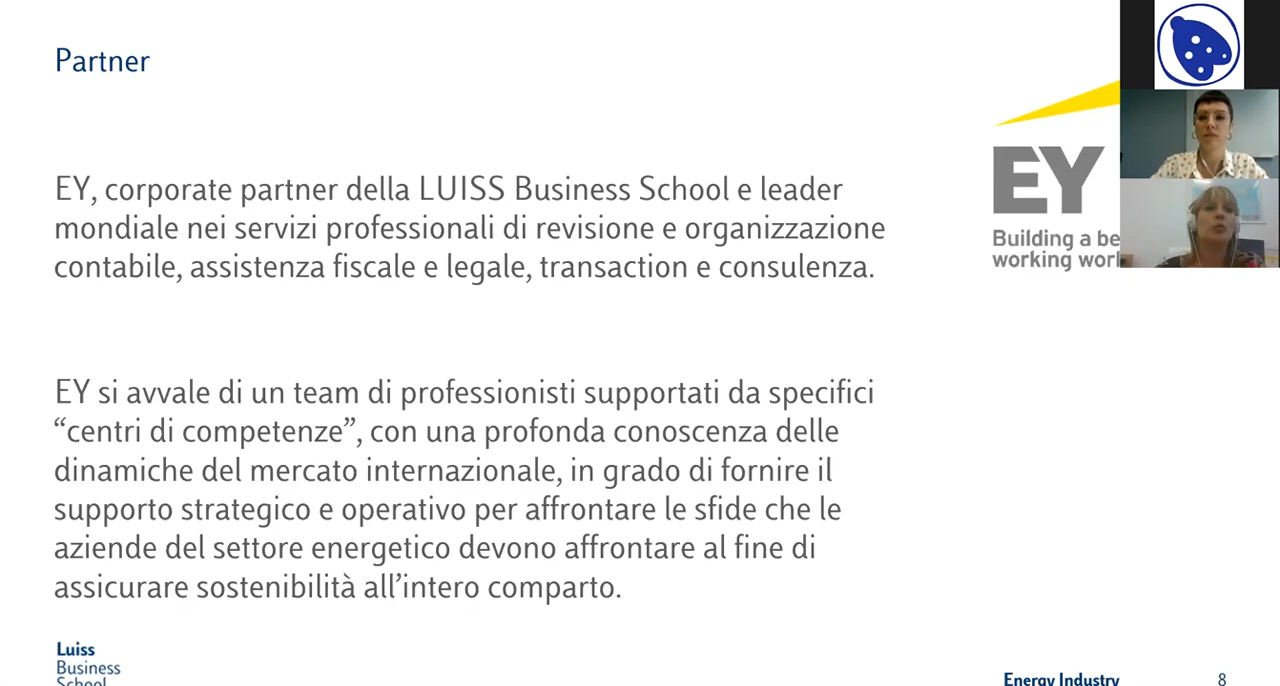 Partner
EY, corporate partner della LUISS Business School e leader
mondiale nei servizi professionali di revisione e organizzazione
contabile, assistenza fiscale e legale, transaction e consulenza.
EY
Building a
working
EY si avvale di un team di professionisti supportati da specifici
“centri di competenze”, con una profonda conoscenza delle
dinamiche del mercato internazionale, in grado di fornire il
supporto strategico e operativo per affrontare le sfide che le
aziende del settore energetico devono affrontare al fine di
assicurare sostenibilità all’intero comparto.
Luiss
Business
School
Energy Industry
8